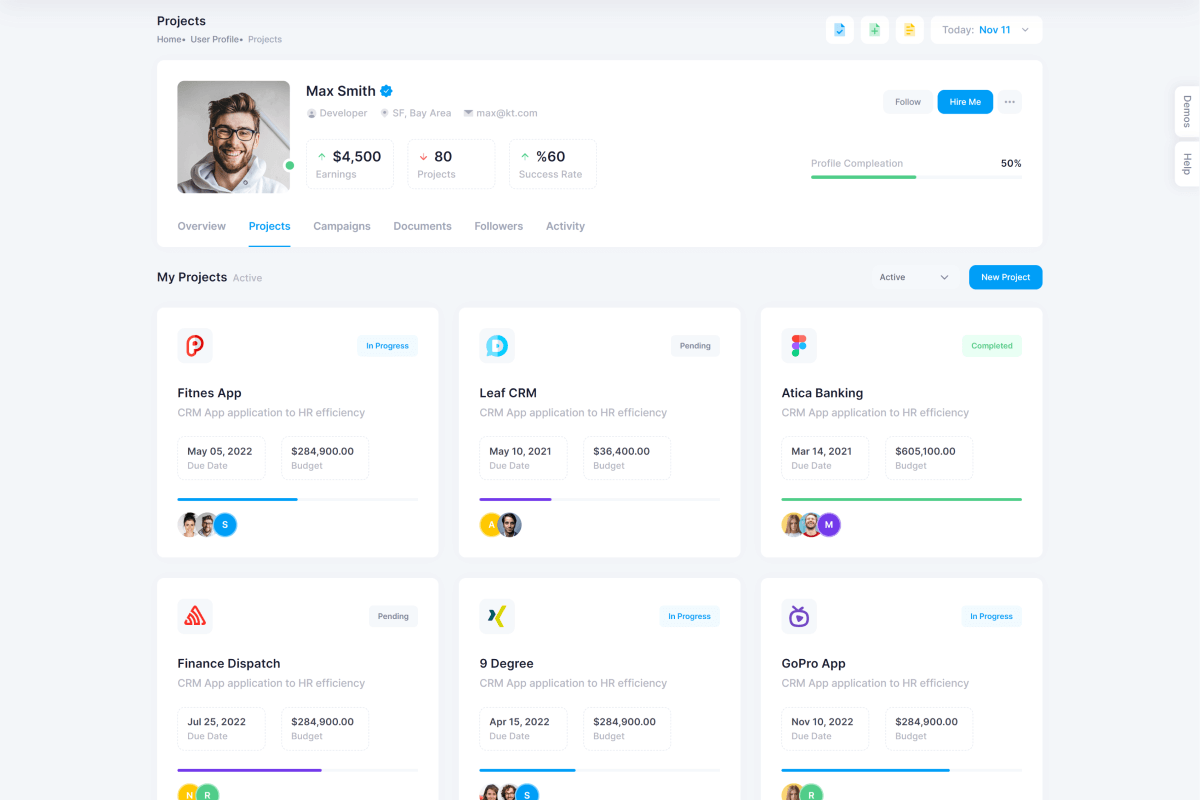 Projects
Home• User Profile• Projects
Today: Nov 11
Demos
Help
Max Smith
Developer SF, Bay Area max@kt.com
Follow Hire Me
$4,500 80 %60
Earnings Projects Success Rate
Profile Compleation 50%
Overview Projects Campaigns Documents Followers Activity
My Projects Active
Active New Project
In Progress Pending Completed
Fitnes App Leaf CRM Atica Banking
CRM App application to HR efficiency CRM App application to HR efficiency CRM App application to HR efficiency
May 05, 2022 $284,900.00 May 10, 2021 $36,400.00 Mar 14, 2021 $605,100.00
Due Date Budget Due Date Budget Due Date Budget
S A M
Pending In Progress In Progress
Finance Dispatch 9 Degree GoPro App
CRM App application to HR efficiency CRM App application to HR efficiency CRM App application to HR efficiency
Jul 25, 2022 $284,900.00 Apr 15, 2022 $284,900.00 Nov 10, 2022 $284,900.00
Due Date Budget Due Date Budget Due Date Budget
N R S R